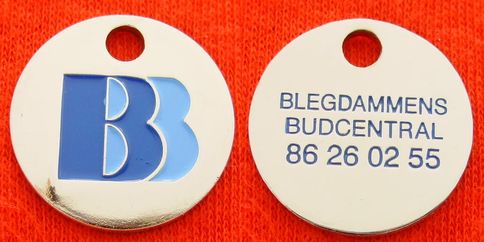 BB
BLEGDAMMENS
BUDCENTRAL
86 26 02 55